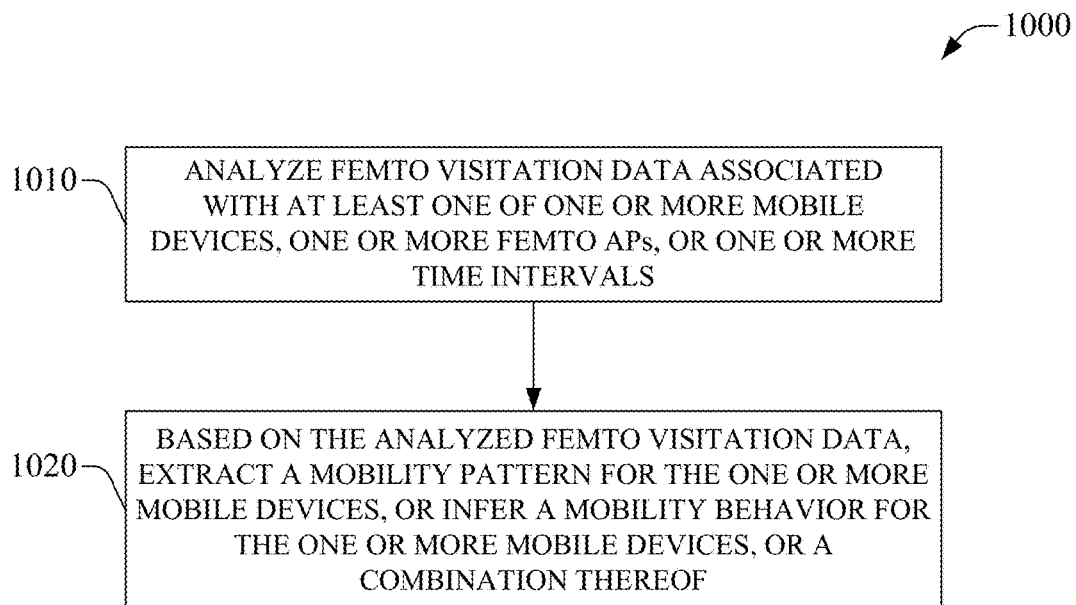 1000
1010
ANALYZE FEMTO VISITATION DATA ASSOCIATED
WITH AT LEAST ONE OF ONE OR MORE MOBILE
DEVICES, ONE OR MORE FEMTO APs, OR ONE OR MORE
TIME INTERVALS
1020
BASED ON THE ANALYZED FEMTO VISITATION DATA,
EXTRACT A MOBILITY PATTERN FOR THE ONE OR MORE
MOBILE DEVICES, OR INFER A MOBILITY BEHAVIOR FOR
THE ONE OR MORE MOBILE DEVICES, OR A
COMBINATION THEREOF